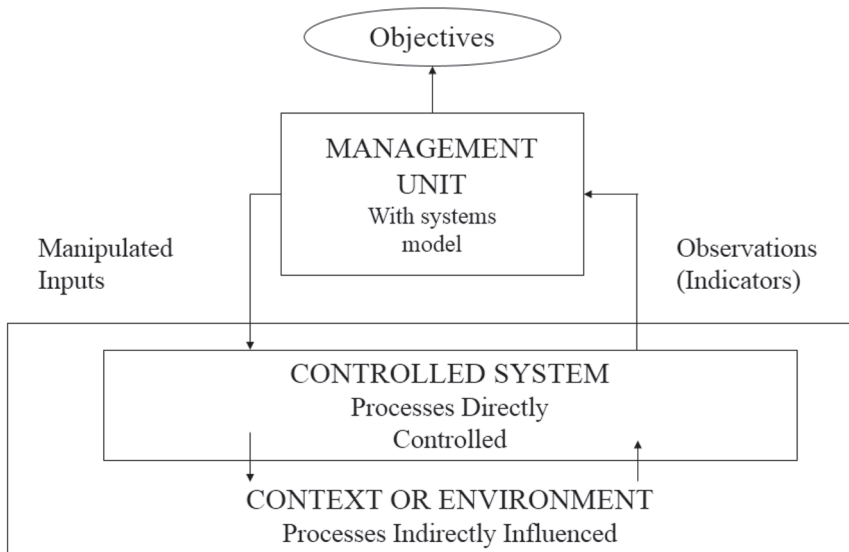 Objectives
MANAGEMENT
UNIT
With systems
model
Manipulated
Inputs
Observations
(Indicators)
CONTROLLED SYSTEM
Processes Directly
Controlled
CONTEXT OR ENVIRONMENT
Processes Indirectly Influenced